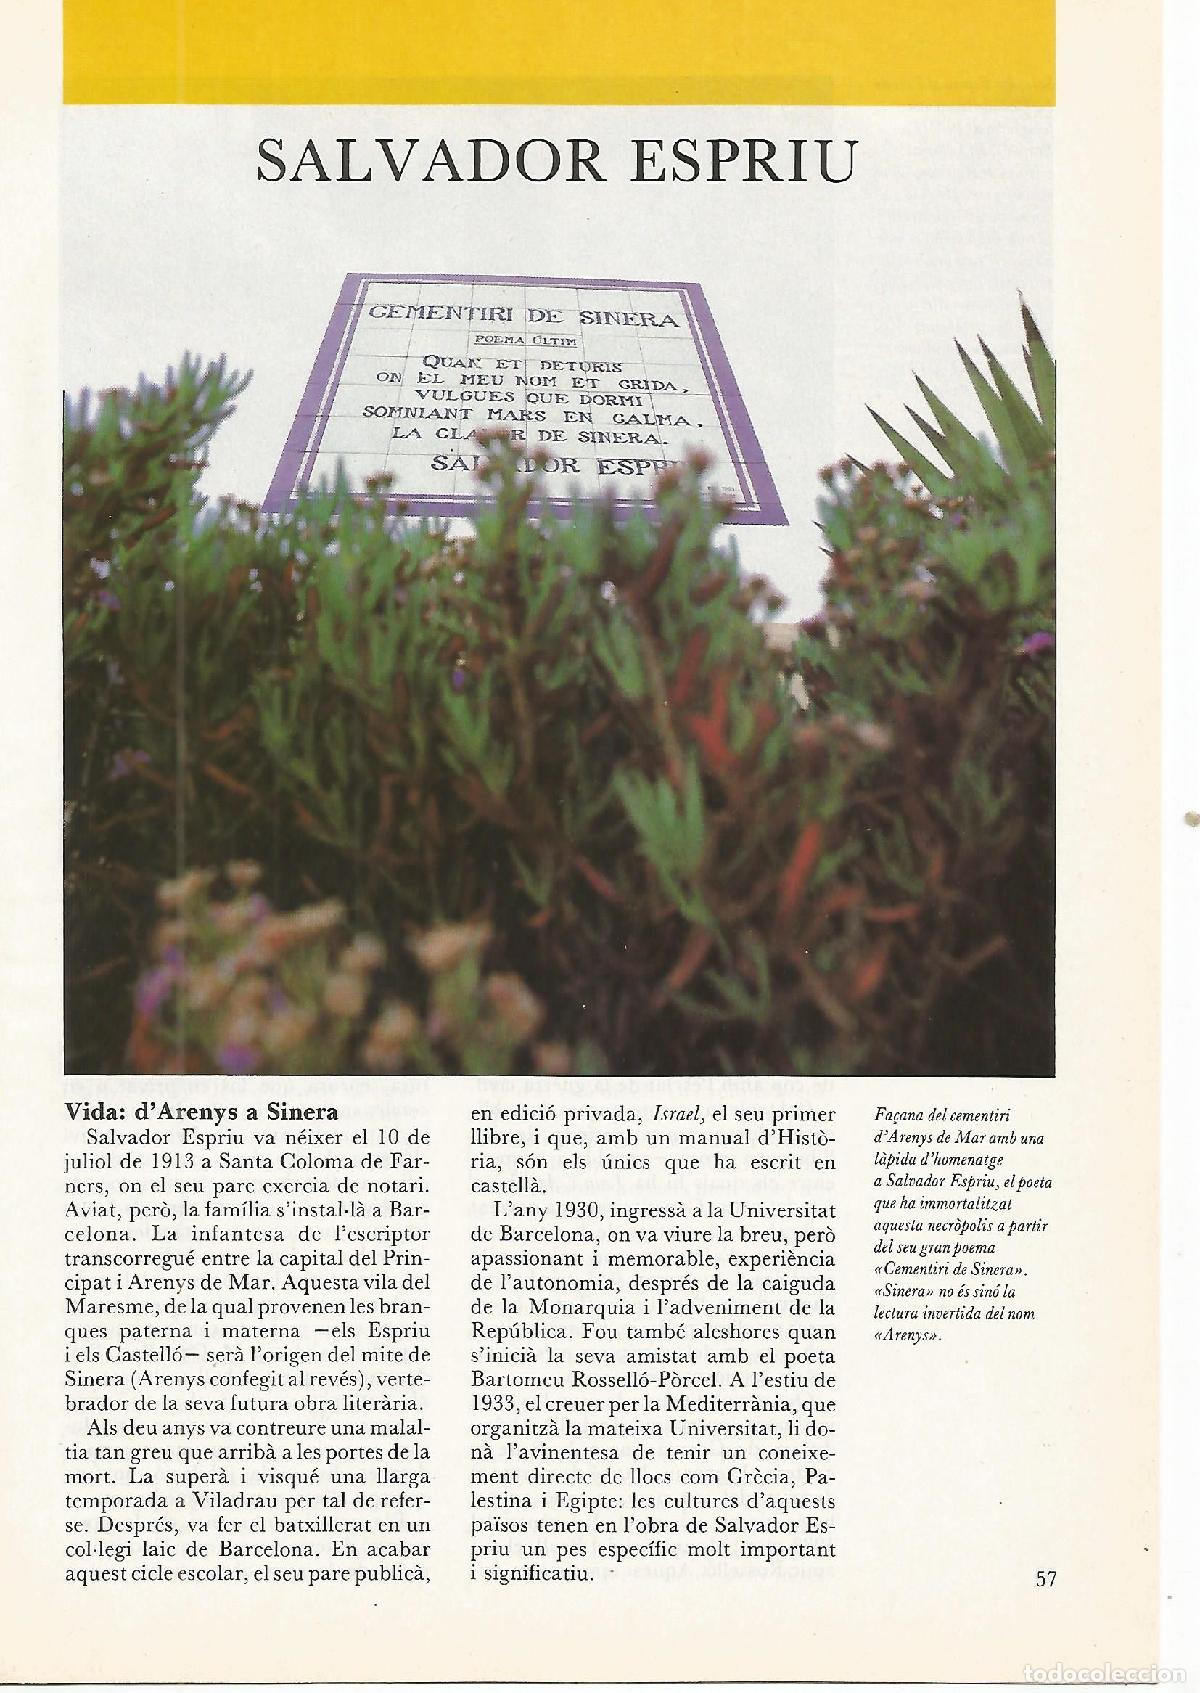 SALVADOR ESPRIU
CEMENTIRI DE SINERA
POEMA ÚLTIM
QUAN ET DETURIS
ON EL MEU NOM ET CRIDA,
VULGUES QUE DORMI
SOMNIANT MARS EN CALMA,
LA CLAROR DE SINERA.
SALVADOR ESPRIU
Vida: d'Arenys a Sinera
Salvador Espriu va néixer el 10 de
juliol de 1913 a Santa Coloma de Far-
ners, on el seu pare exercia de notari.
Aviat, però, la família s'instal·là a Bar-
celona. La infantesa de l'escriptor
transcorregué entre la capital del Prin-
cipat i Arenys de Mar. Aquesta vila del
Maresme, de la qual provenen les bran-
ques paterna i materna —els Espriu
i els Castelló— serà l'origen del mite de
Sinera (Arenys confegit al revés), verte-
brador de la seva futura obra literària.
Als deu anys va contreure una malal-
tia tan greu que arribà a les portes de la
mort. La superà i visqué una llarga
temporada a Viladrau per tal de refer-
se. Després, va fer el batxillerat en un
col·legi laic de Barcelona. En acabar
aquest cicle escolar, el seu pare publicà,
en edició privada, Israel, el seu primer
llibre, i que, amb un manual d'Histò-
ria, són els únics que ha escrit en
castellà.
L'any 1930, ingressà a la Universitat
de Barcelona, on va viure la breu, però
apassionant i memorable, experiència
de l'autonomia, després de la caiguda
de la Monarquia i l'adveniment de la
República. Fou també aleshores quan
s'inicià la seva amistat amb el poeta
Bartomeu Rosselló-Pòrcel. A l'estiu de
1933, el creuer per la Mediterrània, que
organitzà la mateixa Universitat, li do-
nà l'avinentesa de tenir un coneixe-
ment directe de llocs com Grècia, Pa-
lestina i Egipte: les cultures d'aquests
països tenen en l'obra de Salvador Es-
priu un pes específic molt important
i significatiu.
Façana del cementiri
d'Arenys de Mar amb una
làpida d'homenatge
a Salvador Espriu, el poeta
que ha immortalitzat
aquesta necròpolis a partir
del seu gran poema
«Cementiri de Sinera».
«Sinera» no és sinó la
lectura invertida del nom
«Arenys».
57
todocoleccion